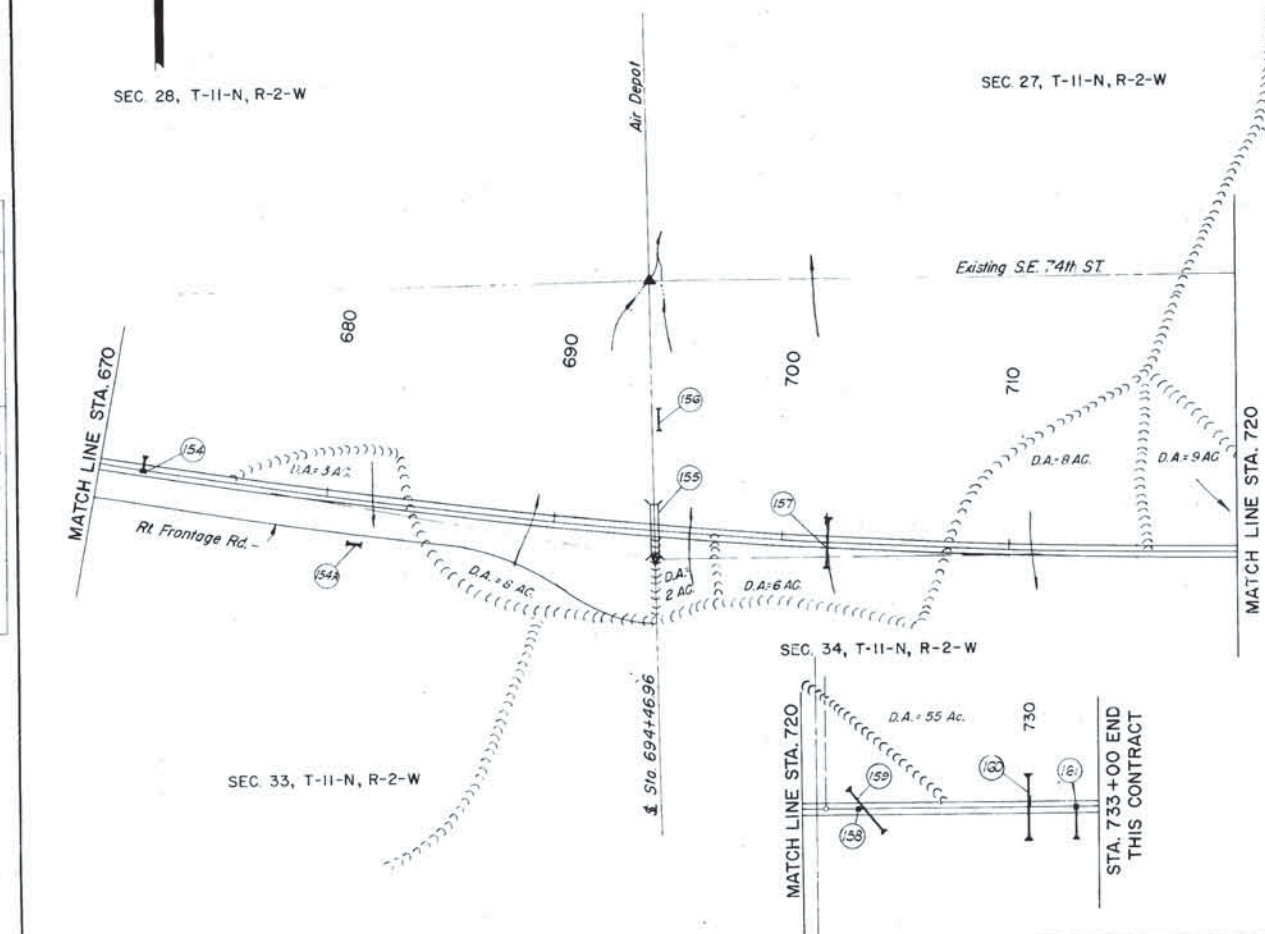 SEC. 28, T-11-N, R-2-W
Air Depot
SEC. 27, T-11-N, R-2-W
Existing S.E. 74th ST.
680
690
700
710
MATCH LINE STA. 670
154
D.A.= 3 AC.
156
155
157
D.A.= 8 AC.
D.A.= 9 AC
MATCH LINE STA. 720
Rt. Frontage Rd.
154A
D.A. = 8 AC.
D.A.=
2 AC.
D.A.= 6 AC.
SEC. 34, T-11-N, R-2-W
SEC. 33, T-11-N, R-2-W
Sta. 694+46.96
MATCH LINE STA. 720
D.A. = 55 Ac.
730
159
158
160
161
STA. 733+00 END
THIS CONTRACT